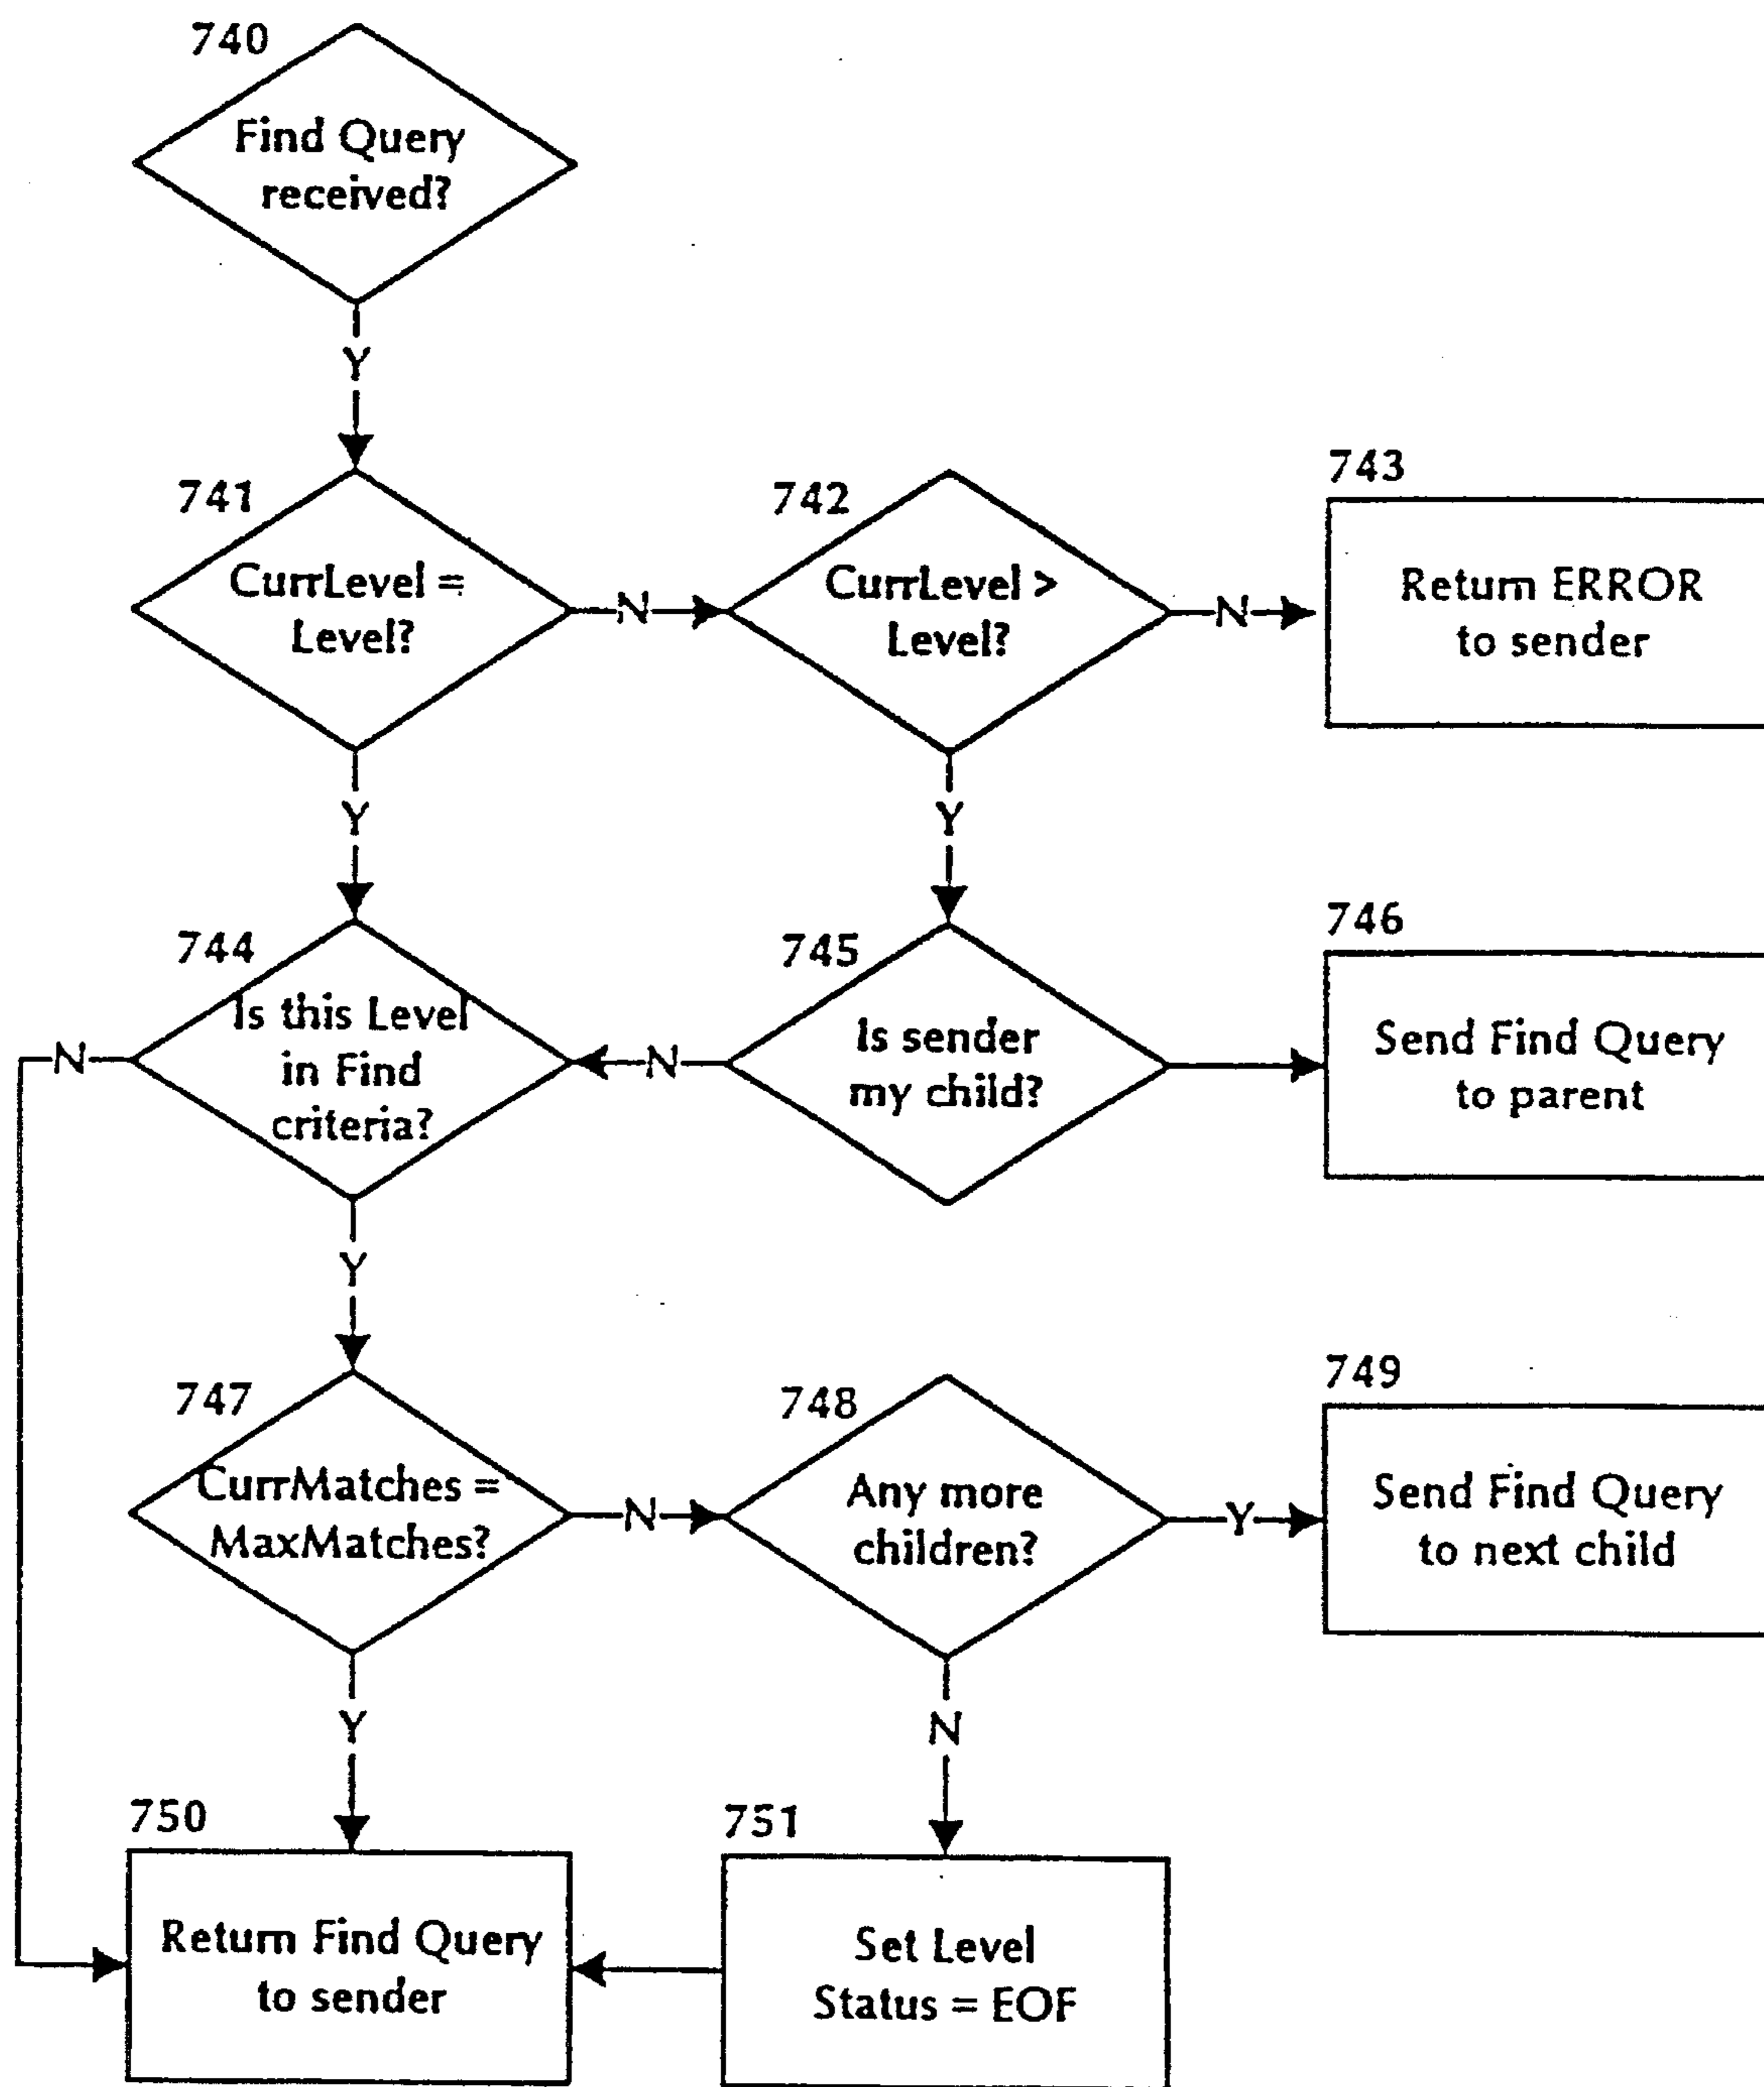 740
Find Query
received?
Y
741
CurrLevel =
Level?
N
742
CurrLevel >
Level?
N
743
Return ERROR
to sender
Y
Y
744
Is this Level
in Find
criteria?
N
N
745
Is sender
my child?
746
Send Find Query
to parent
Y
747
CurrMatches =
MaxMatches?
N
748
Any more
children?
Y
749
Send Find Query
to next child
Y
N
750
Return Find Query
to sender
751
Set Level
Status = EOF